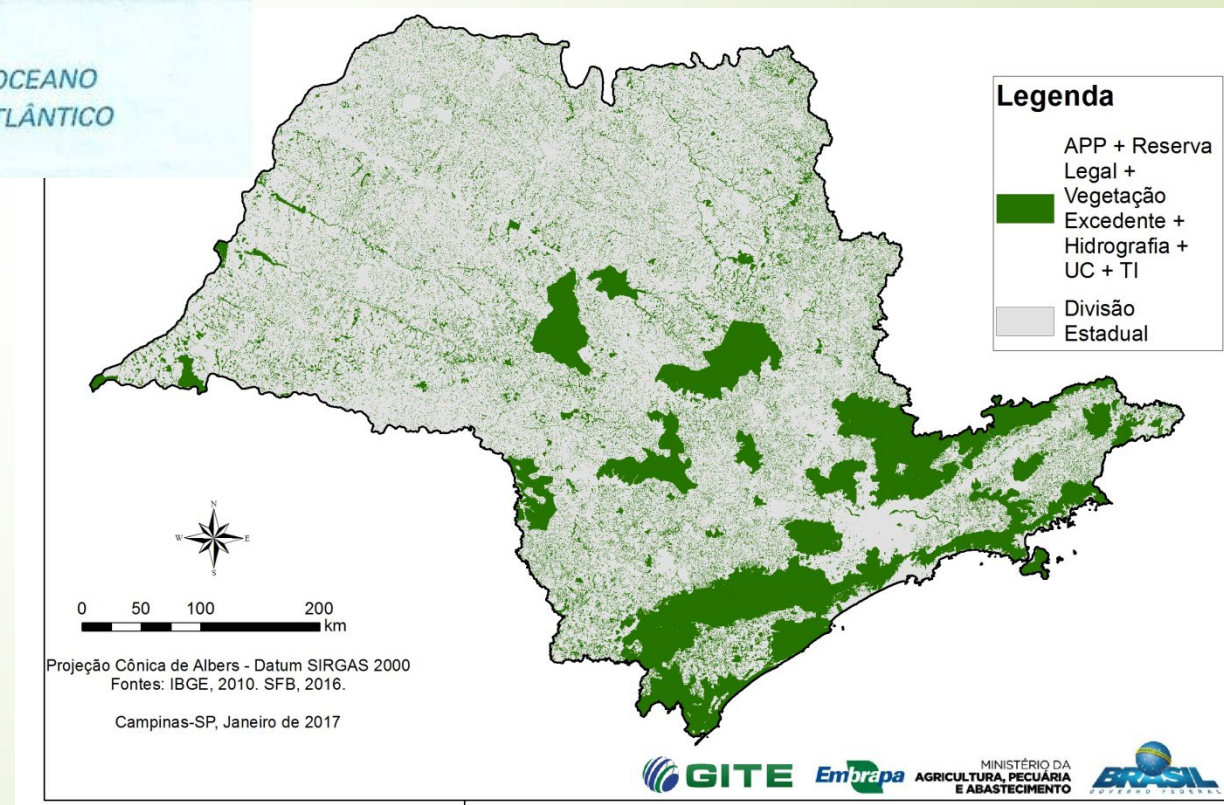 OCEANO
TLÂNTICO
Legenda
APP + Reserva
Legal +
Vegetação
Excedente +
Hidrografia +
UC + TI
Divisão
Estadual
N
W E
S
0 50 100 200
km
Projeção Cônica de Albers - Datum SIRGAS 2000
Fontes: IBGE, 2010. SFB, 2016.
Campinas-SP, Janeiro de 2017
GITE
Embrapa
MINISTÉRIO DA
AGRICULTURA, PECUÁRIA
E ABASTECIMENTO
BRASIL
GOVERNO FEDERAL